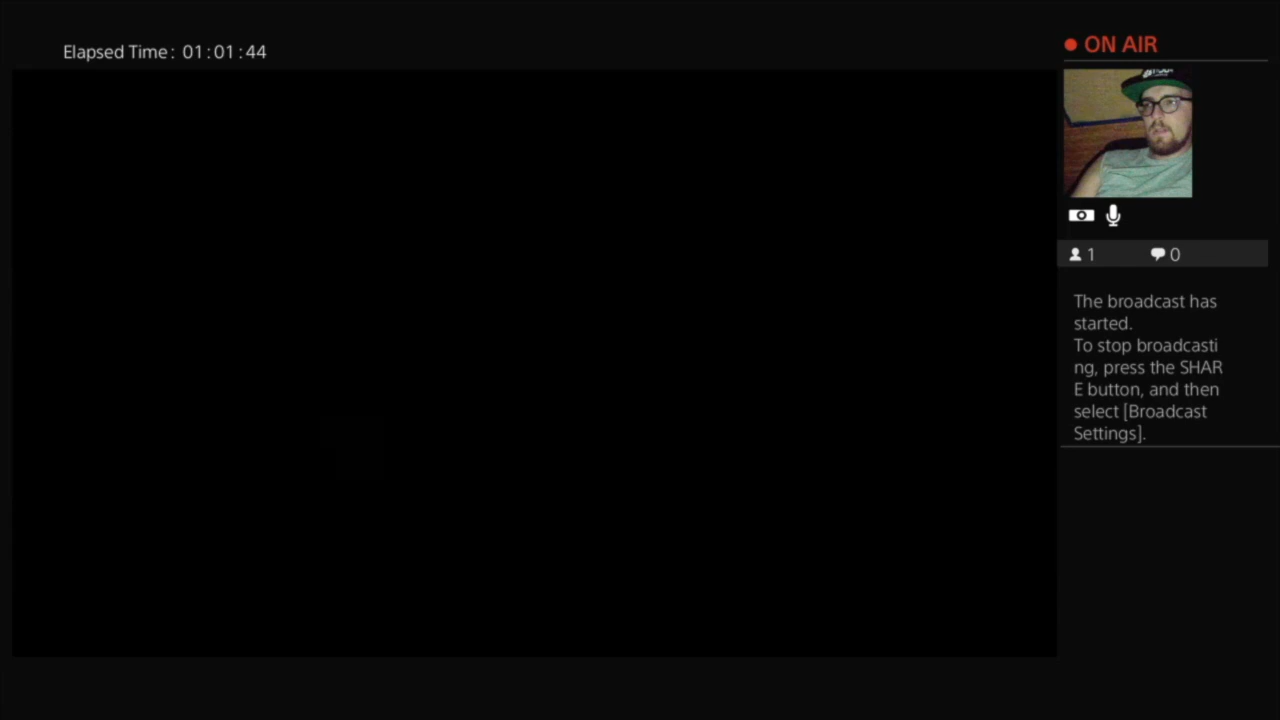 Elapsed Time: 01:01:44
ON AIR
1 0
The broadcast has
started.
To stop broadcasti
ng, press the SHAR
E button, and then
select [Broadcast
Settings].